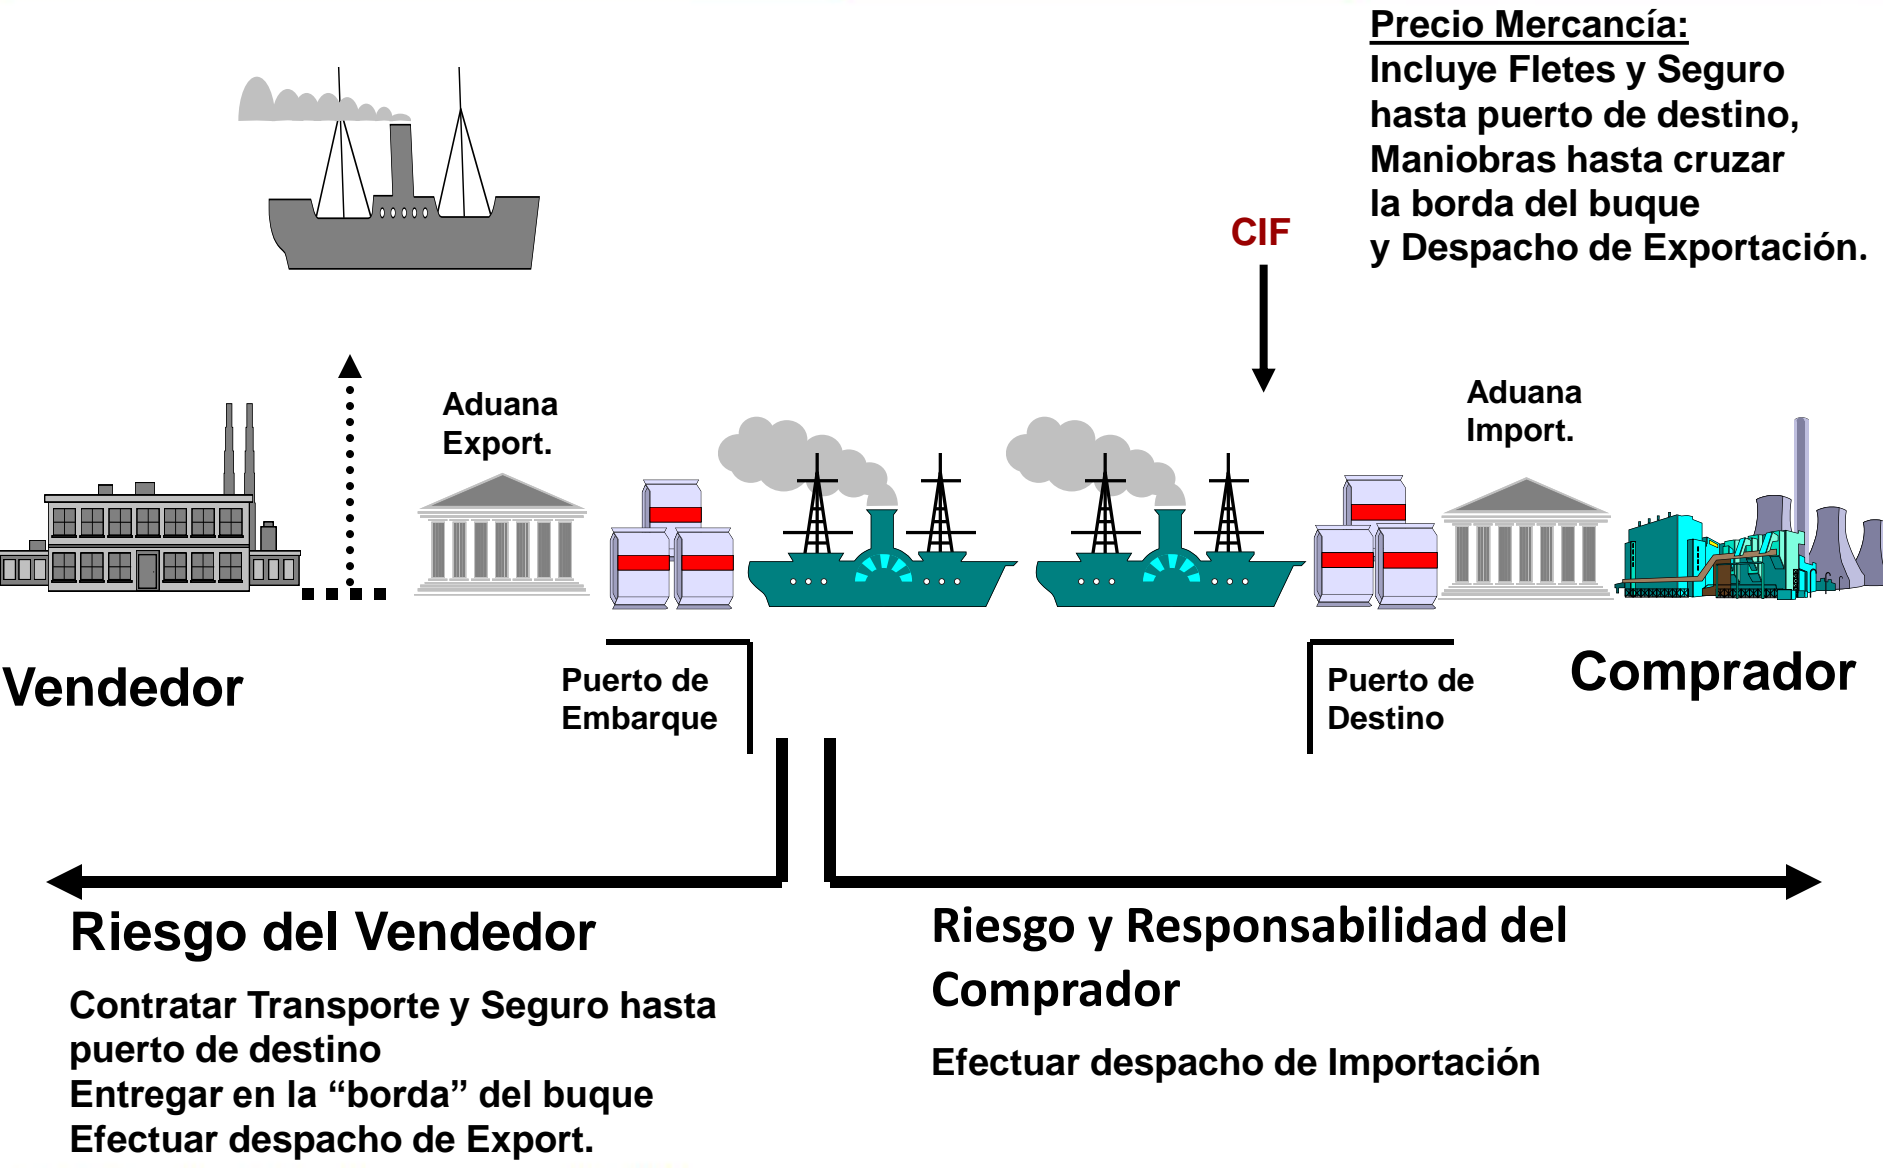 Precio Mercancía:
Incluye Fletes y Seguro
hasta puerto de destino,
Maniobras hasta cruzar
la borda del buque
y Despacho de Exportación.
CIF
Aduana
Export.
Aduana
Import.
Vendedor
Puerto de
Embarque
Puerto de
Destino
Comprador
Riesgo del Vendedor
Contratar Transporte y Seguro hasta
puerto de destino
Entregar en la “borda” del buque
Efectuar despacho de Export.
Riesgo y Responsabilidad del
Comprador
Efectuar despacho de Importación